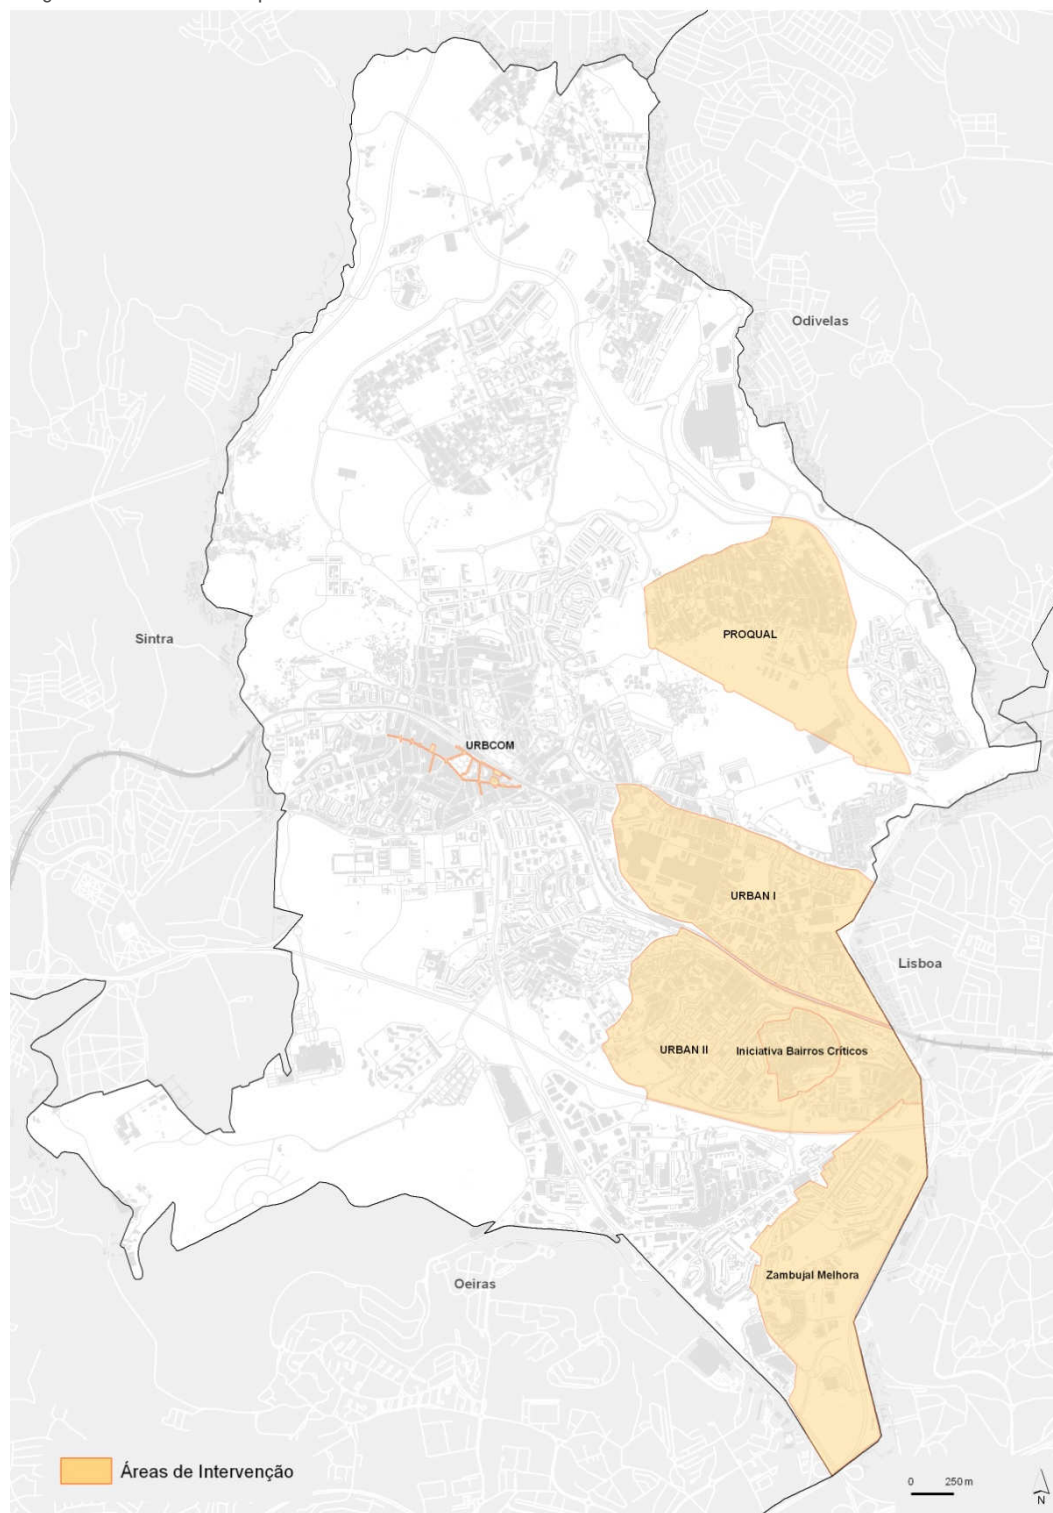 Odivelas
PROQUAL
Sintra
URBCOM
URBAN I
Lisboa
URBAN II
Iniciativa Bairros Críticos
Zambujal Melhora
Oeiras
Áreas de Intervenção
0 250 m
N